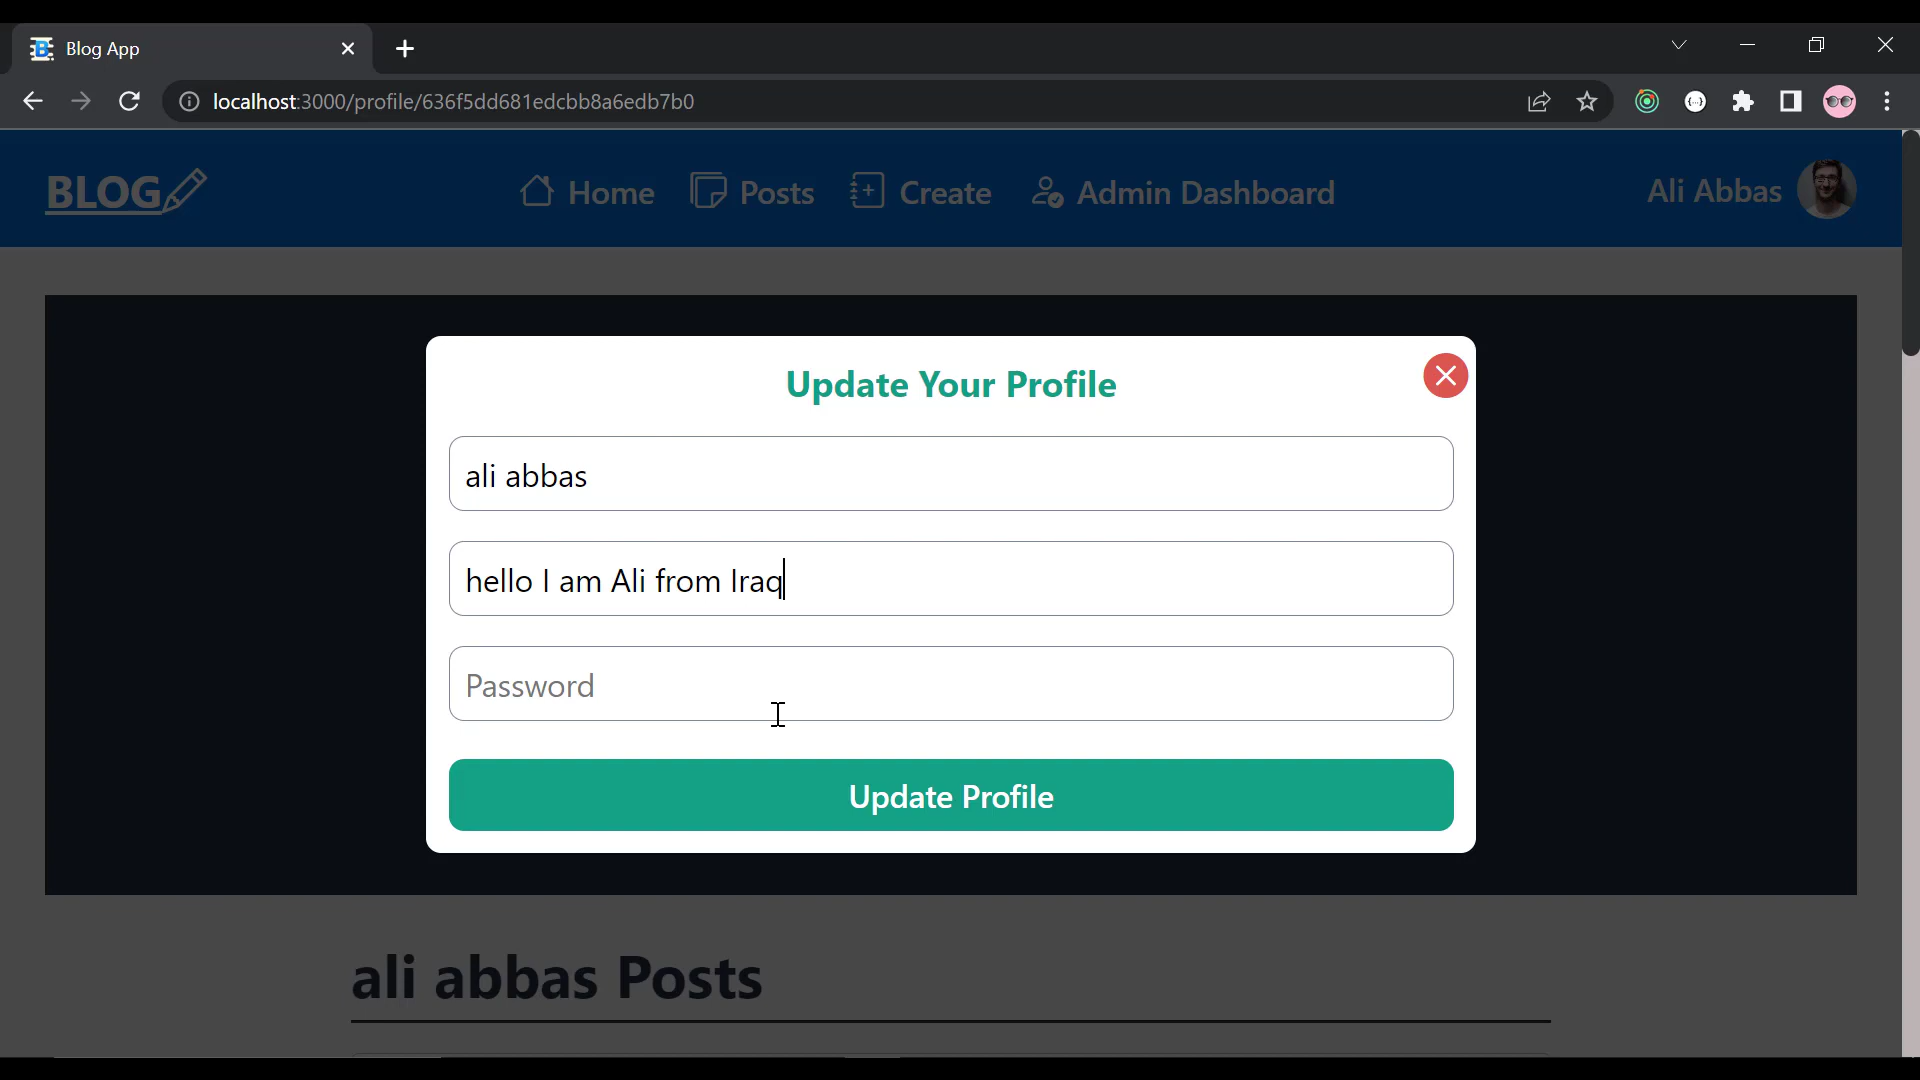 Blog App
localhost:3000/profile/636f5dd681edcbb8a6edb7b0
BLOG
Home
Posts
Create
Admin Dashboard
Ali Abbas
Update Your Profile
ali abbas
hello I am Ali from Iraq
Password
Update Profile
ali abbas Posts